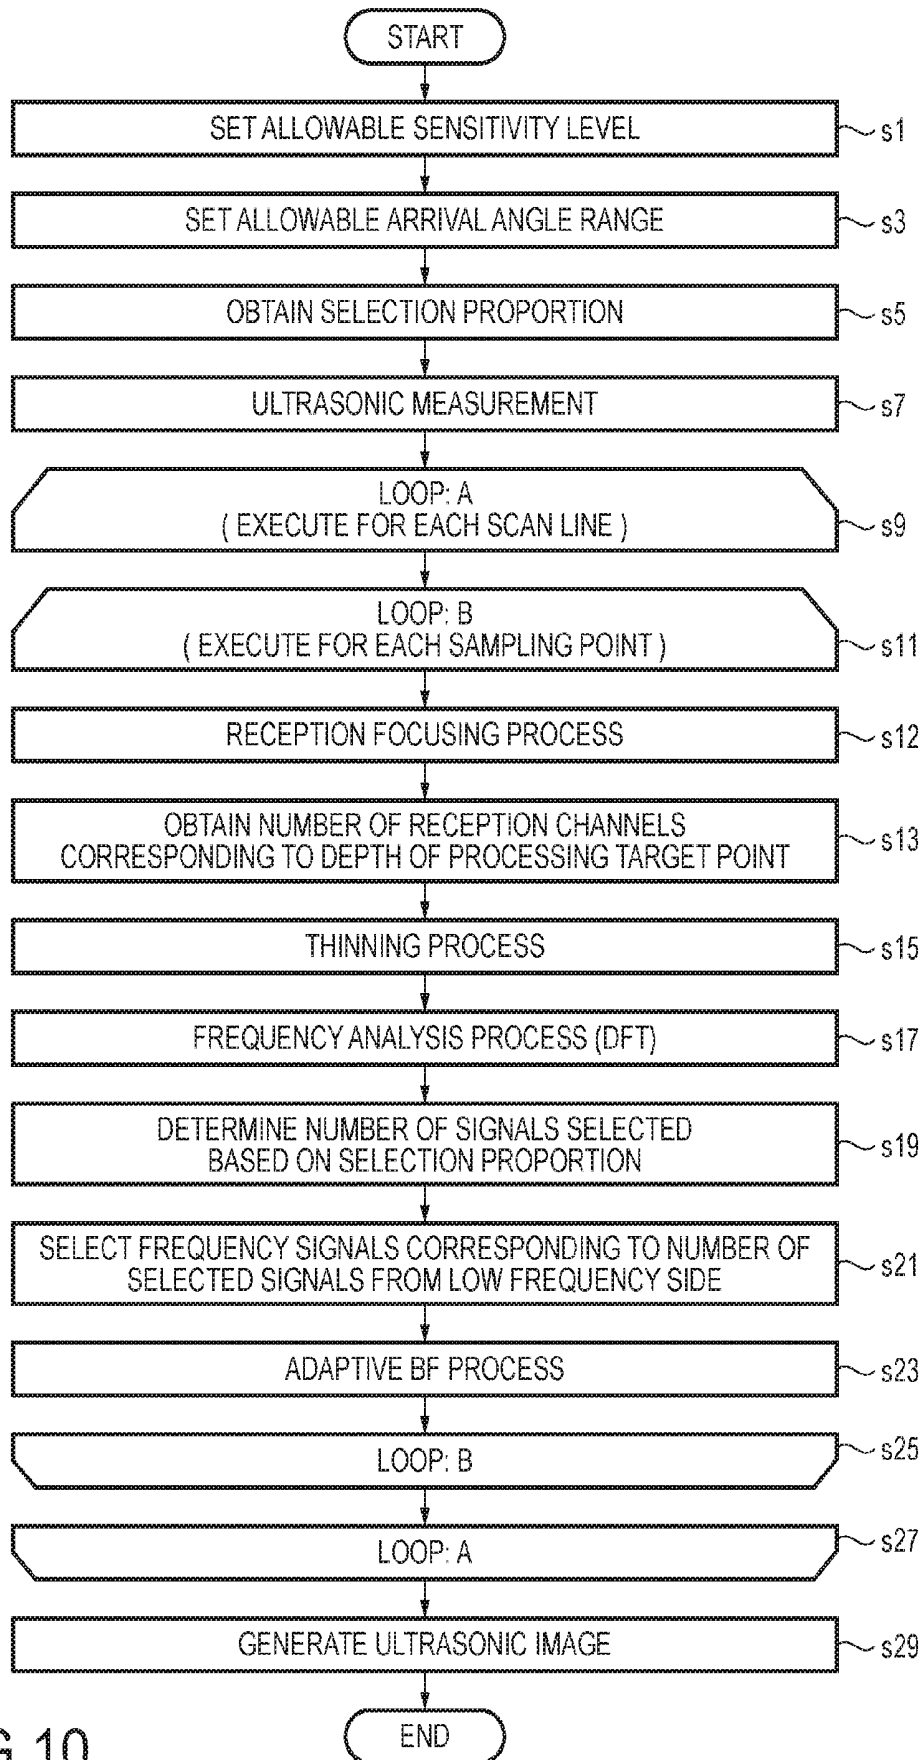 START
SET ALLOWABLE SENSITIVITY LEVEL
s1
SET ALLOWABLE ARRIVAL ANGLE RANGE
s3
OBTAIN SELECTION PROPORTION
s5
ULTRASONIC MEASUREMENT
s7
LOOP: A
( EXECUTE FOR EACH SCAN LINE )
s9
LOOP: B
( EXECUTE FOR EACH SAMPLING POINT )
s11
RECEPTION FOCUSING PROCESS
s12
OBTAIN NUMBER OF RECEPTION CHANNELS
CORRESPONDING TO DEPTH OF PROCESSING TARGET POINT
s13
THINNING PROCESS
s15
FREQUENCY ANALYSIS PROCESS (DFT)
s17
DETERMINE NUMBER OF SIGNALS SELECTED
BASED ON SELECTION PROPORTION
s19
SELECT FREQUENCY SIGNALS CORRESPONDING TO NUMBER OF
SELECTED SIGNALS FROM LOW FREQUENCY SIDE
s21
ADAPTIVE BF PROCESS
s23
LOOP: B
s25
LOOP: A
s27
GENERATE ULTRASONIC IMAGE
s29
END
G.10